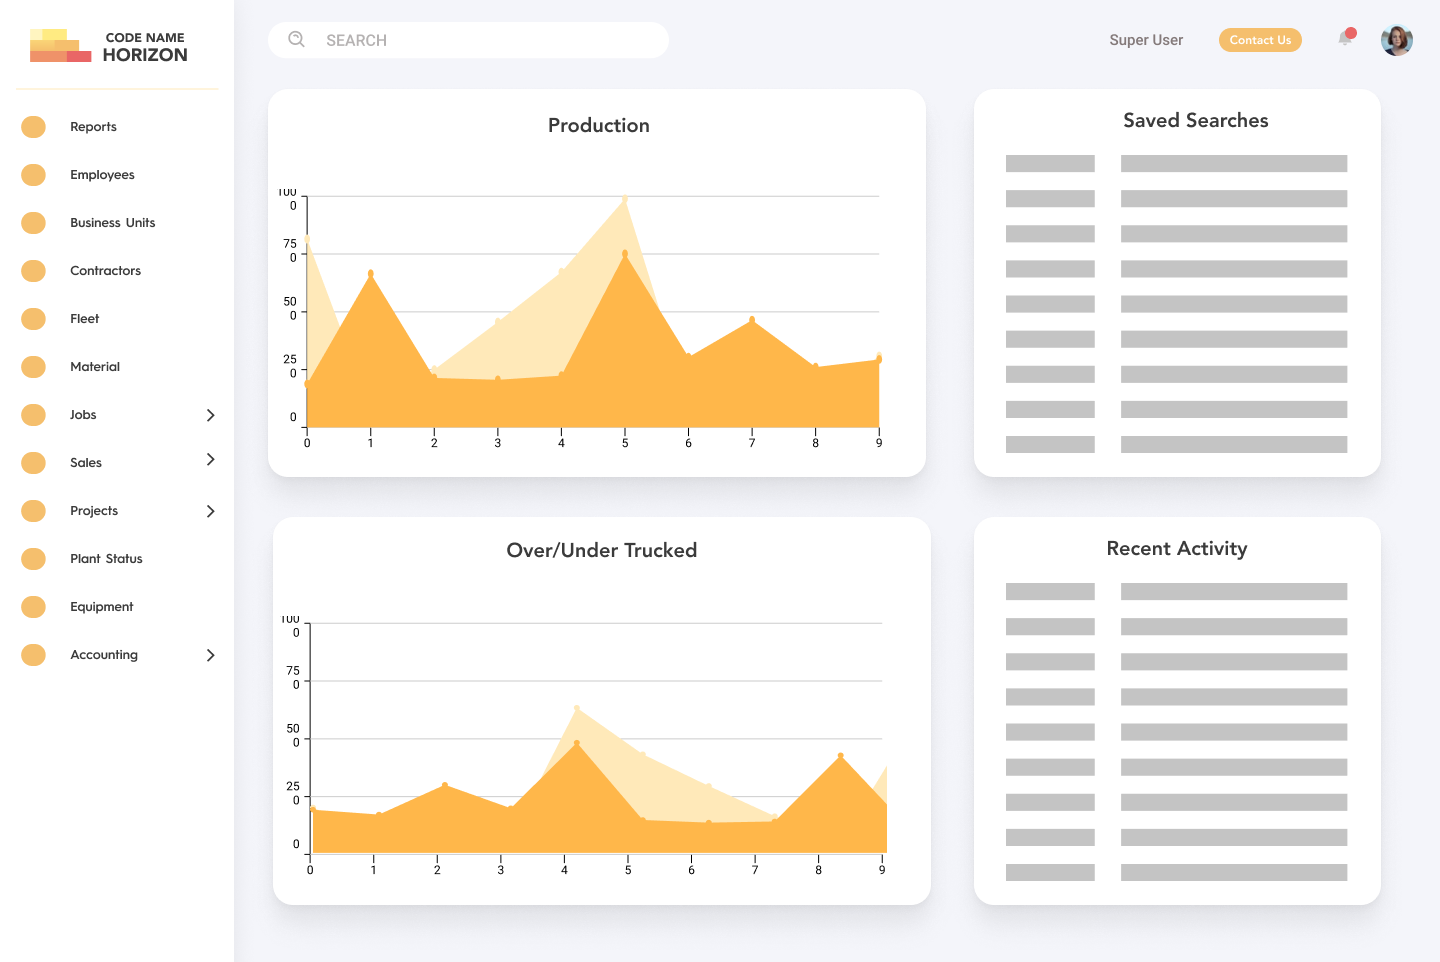 CODE NAME
HORIZON
SEARCH
Super User
Contact Us
Reports
Employees
Business Units
Contractors
Fleet
Material
Jobs
Sales
Projects
Plant Status
Equipment
Accounting
Production
100
0
75
0
50
0
25
0
0
0 1 2 3 4 5 6 7 8 9
Saved Searches
Over/Under Trucked
100
0
75
0
50
0
25
0
0
0 1 2 3 4 5 6 7 8 9
Recent Activity